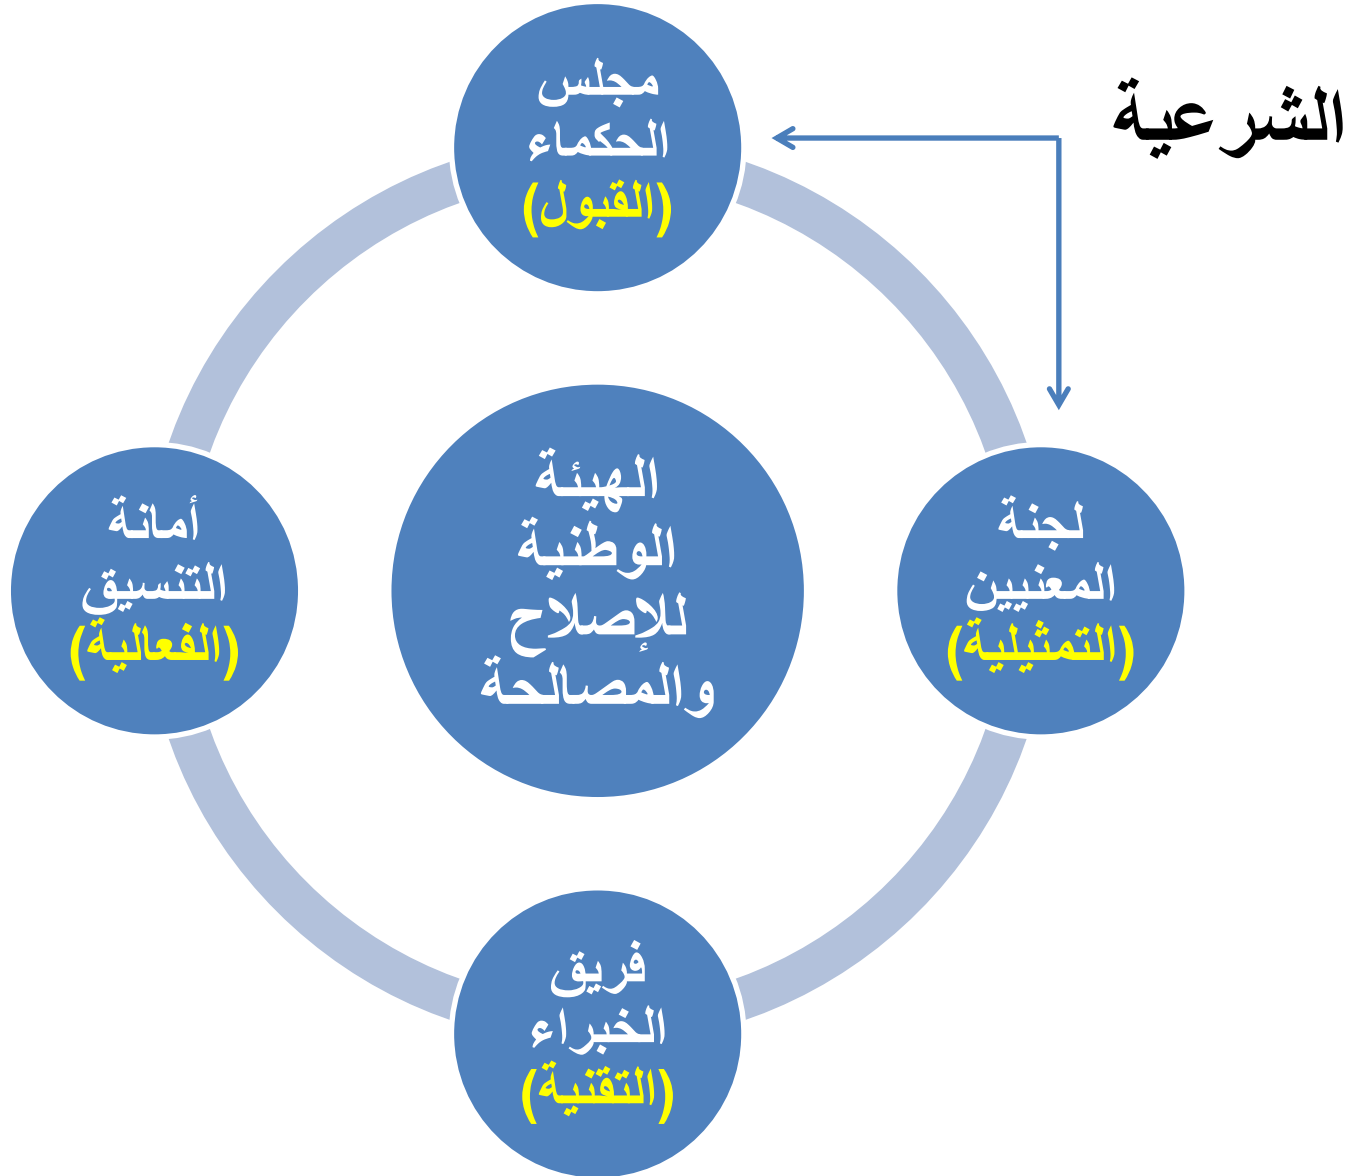 الشرعية
مجلس
الحكماء
(القبول)
لجنة
المعنيين
(التمثيلية)
الهيئة
الوطنية
للإصلاح
والمصالحة
أمانة
التنسيق
(الفعالية)
فريق
الخبراء
(التقنية)